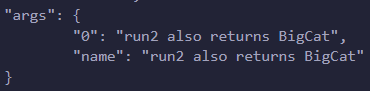 "args": {
"0": "run2 also returns BigCat",
"name": "run2 also returns BigCat"
}